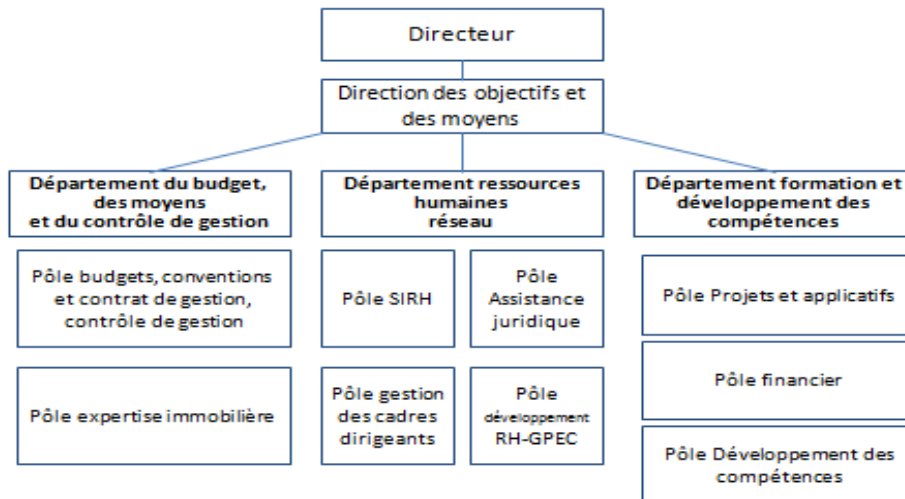 Directeur
Direction des objectifs et
des moyens
Département du budget,
des moyens
et du contrôle de gestion
Département ressources
humaines
réseau
Département formation et
développement des
compétences
Pôle budgets, conventions
et contrat de gestion,
contrôle de gestion
Pôle expertise immobilière
Pôle SIRH
Pôle
Assistance
juridique
Pôle gestion
des cadres
dirigeants
Pôle
développement
RH-GPEC
Pôle Projets et applicatifs
Pôle financier
Pôle Développement des
compétences